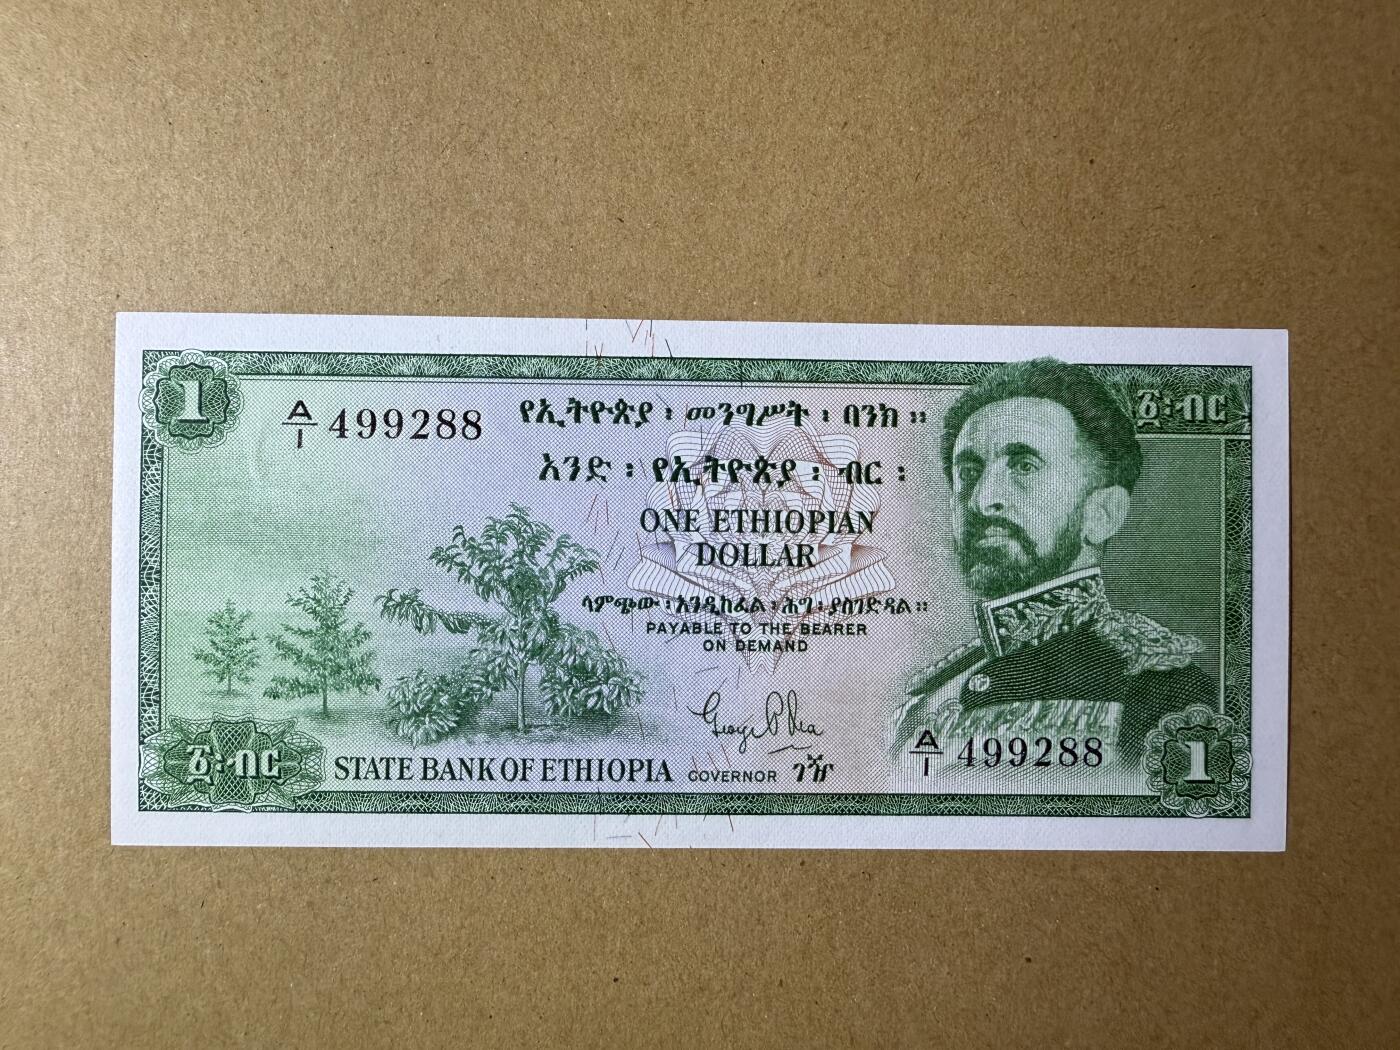 1
A/1 499288
የኢትዮጵያ ፡ መንግሥት ፡ ባንክ ።
፩፡ብር
አንድ ፡ የኢትዮጵያ ፡ ብር ፡
ONE ETHIOPIAN
DOLLAR
ላምጭው ፡ እንዲከፈል ፡ ሕግ ፡ ያስገድዳል ።
PAYABLE TO THE BEARER
ON DEMAND
A/1 499288
1
፩፡ብር
STATE BANK OF ETHIOPIA GOVERNOR ገዥ